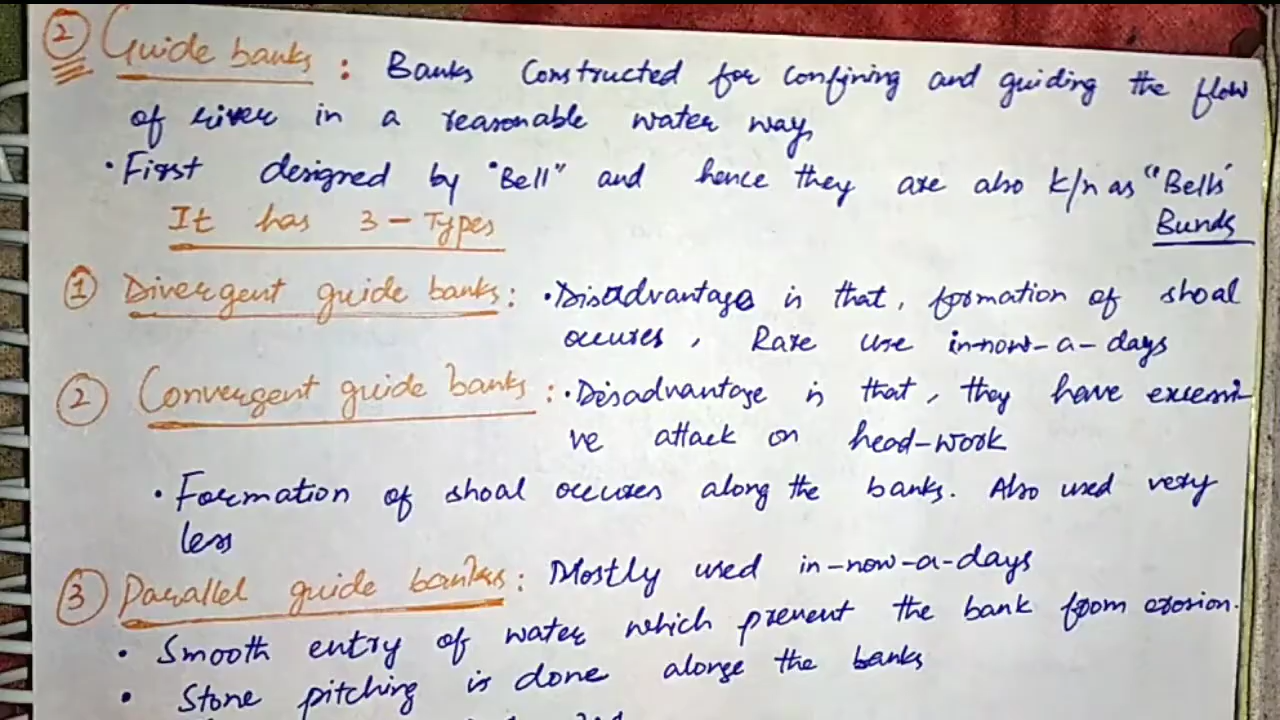 ② Guide banks : Banks Constructed for confining and guiding the flow
of river in a reasonable water way,
• First designed by "Bell" and hence they are also k/n as "Bells'
Bunds
It has 3 - Types
① Divergent guide banks : • Disadvantage is that, formation of shoal
occures, Rare use in-now-a-days
② Convergent guide banks : • Disadvantage is that, they have excessi
ve attack on head-work
• Formation of shoal occures along the banks. Also used very
less
③ Parallel guide banks : Mostly used in-now-a-days
• Smooth entry of water which prevent the bank from erosion.
• Stone pitching is done alonge the banks